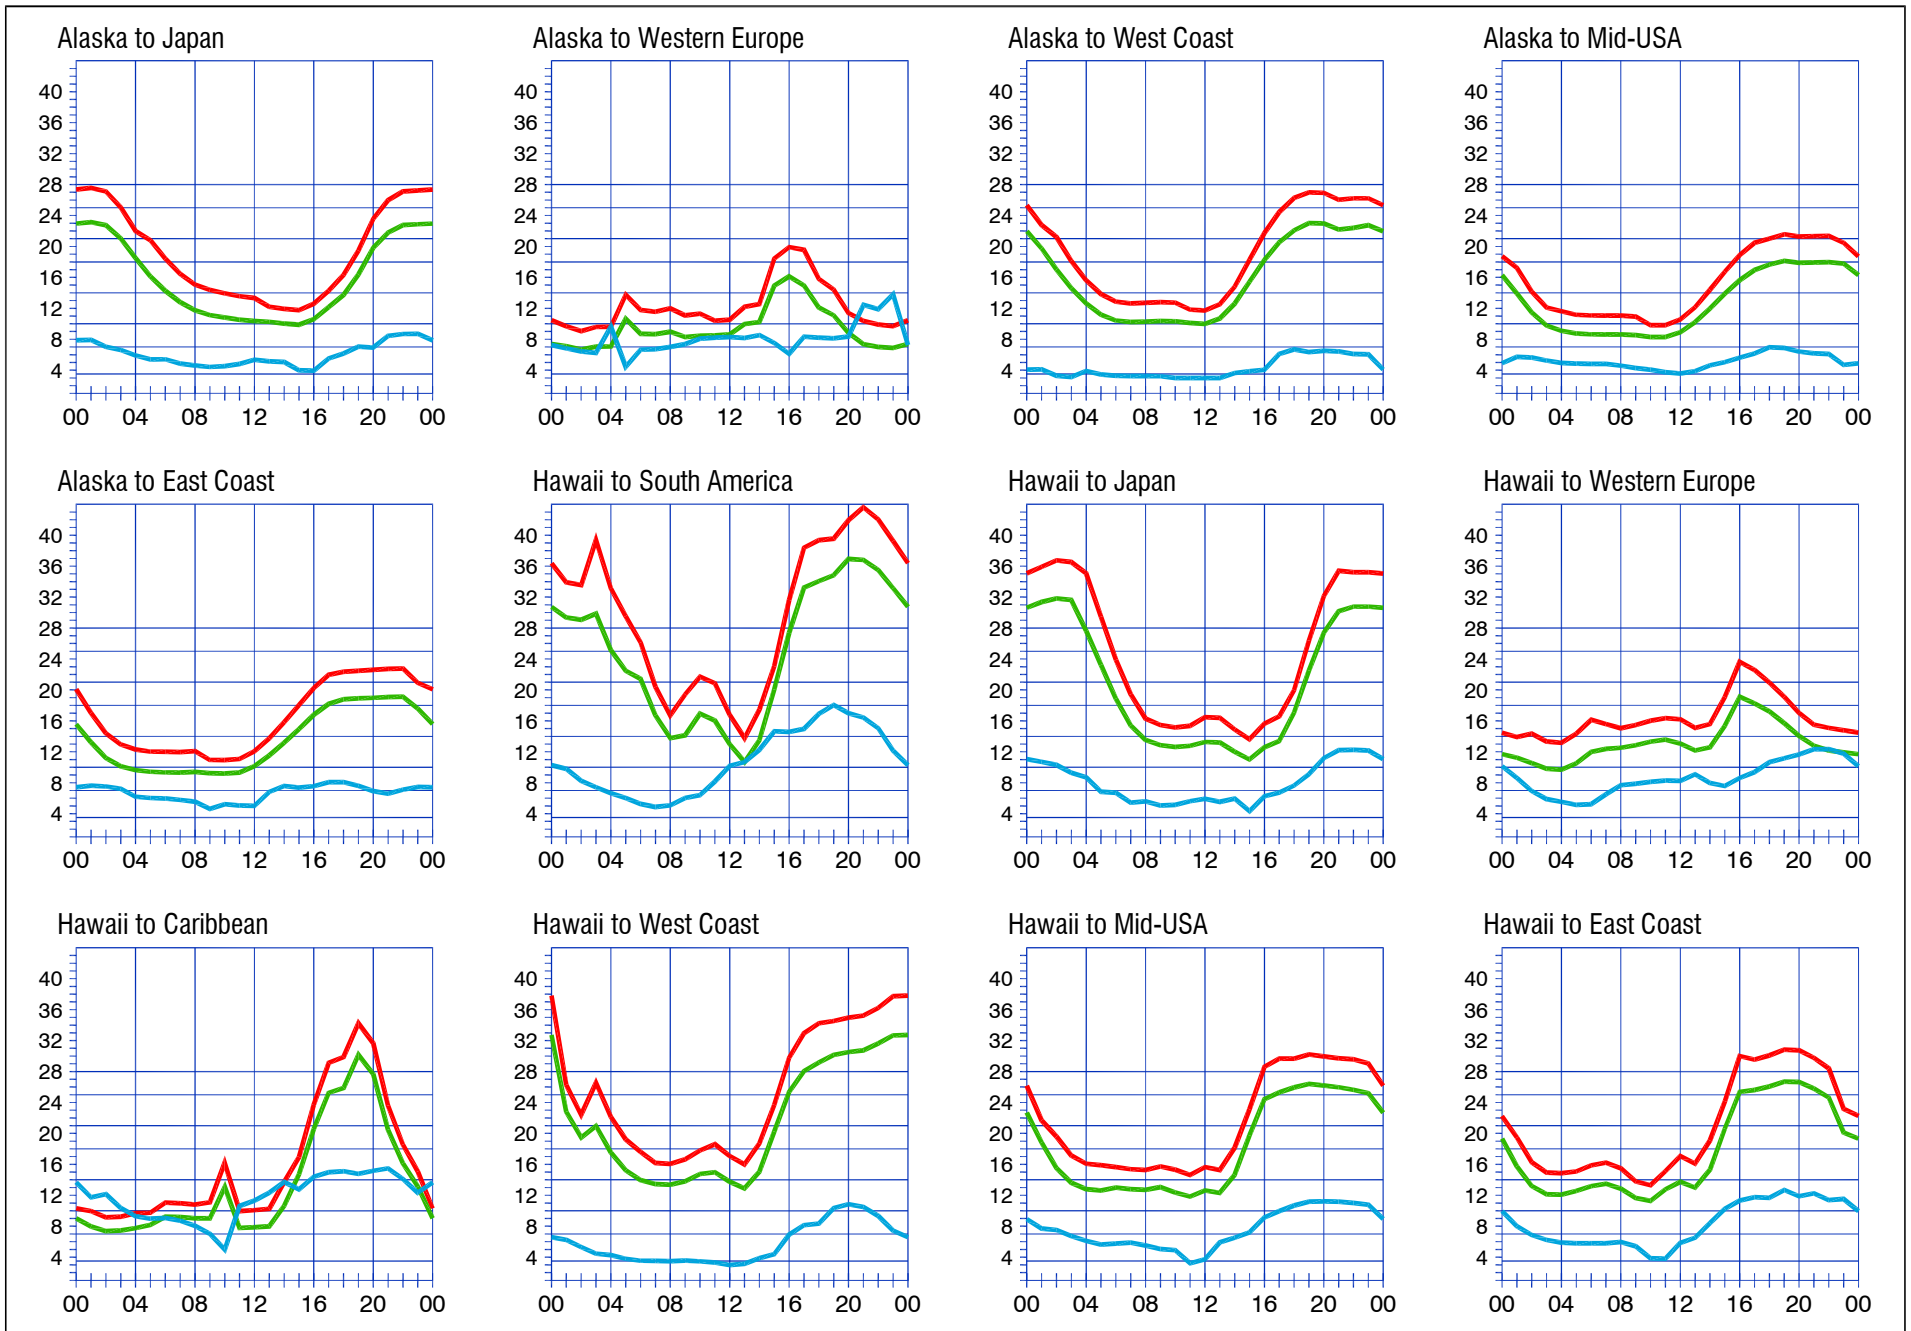 Alaska to Japan
Alaska to Western Europe
Alaska to West Coast
Alaska to Mid-USA
40 40 40 40
36 36 36 36
32 32 32 32
28 28 28 28
24 24 24 24
20 20 20 20
16 16 16 16
12 12 12 12
8 8 8 8
4 4 4 4
00 04 08 12 16 20 00 00 04 08 12 16 20 00 00 04 08 12 16 20 00 00 04 08 12 16 20 00
Alaska to East Coast
Hawaii to South America
Hawaii to Japan
Hawaii to Western Europe
40 40 40 40
36 36 36 36
32 32 32 32
28 28 28 28
24 24 24 24
20 20 20 20
16 16 16 16
12 12 12 12
8 8 8 8
4 4 4 4
00 04 08 12 16 20 00 00 04 08 12 16 20 00 00 04 08 12 16 20 00 00 04 08 12 16 20 00
Hawaii to Caribbean
Hawaii to West Coast
Hawaii to Mid-USA
Hawaii to East Coast
40 40 40 40
36 36 36 36
32 32 32 32
28 28 28 28
24 24 24 24
20 20 20 20
16 16 16 16
12 12 12 12
8 8 8 8
4 4 4 4
00 04 08 12 16 20 00 00 04 08 12 16 20 00 00 04 08 12 16 20 00 00 04 08 12 16 20 00